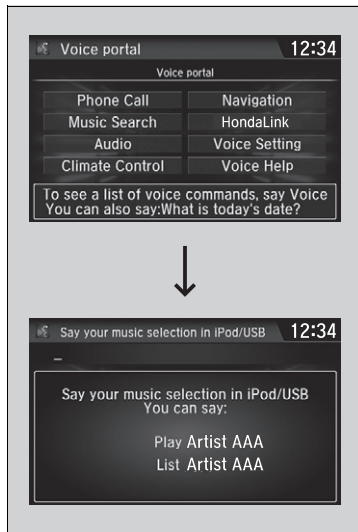 Voice portal 12:34
Voice portal
Phone Call Navigation
Music Search HondaLink
Audio Voice Setting
Climate Control Voice Help
To see a list of voice commands, say Voice
You can also say:What is today's date?
Say your music selection in iPod/USB 12:34
Say your music selection in iPod/USB
You can say:
Play Artist AAA
List Artist AAA